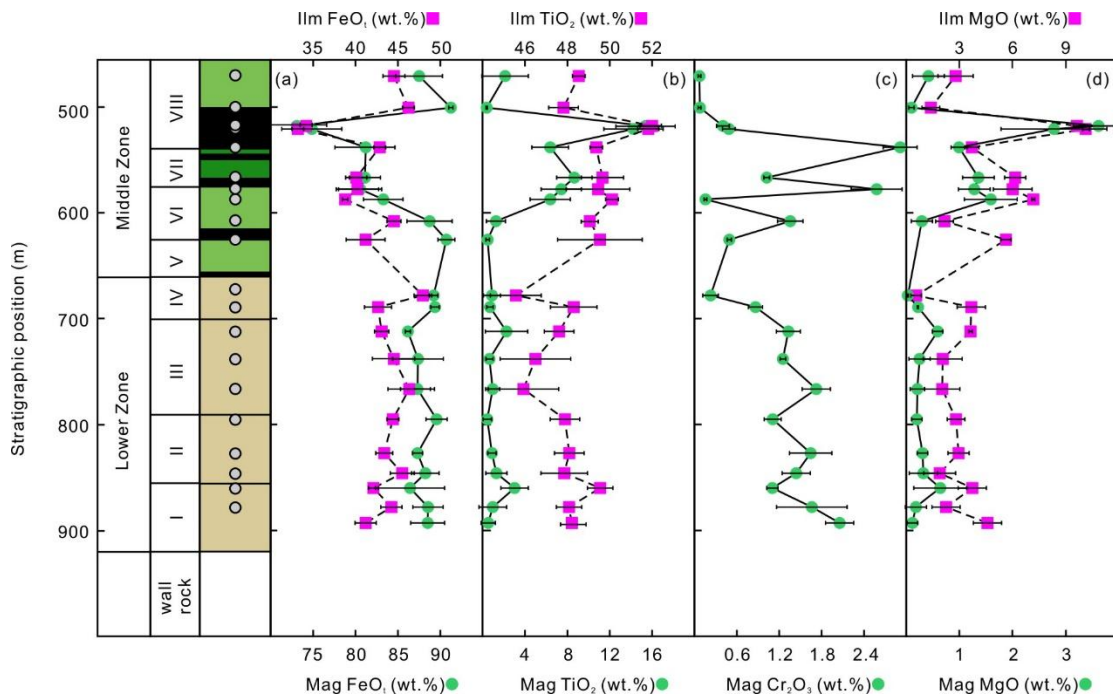 Ilm FeOₜ (wt.%)
Ilm TiO₂ (wt.%)
Ilm MgO (wt.%)
35 40 45 50
46 48 50 52
3 6 9
(a)
(b)
(c)
(d)
Stratigraphic position (m)
500
600
700
800
900
Middle Zone
Lower Zone
VIII
VII
VI
V
IV
III
II
I
wall
rock
75 80 85 90
4 8 12 16
0.6 1.2 1.8 2.4
1 2 3
Mag FeOₜ (wt.%)
Mag TiO₂ (wt.%)
Mag Cr₂O₃ (wt.%)
Mag MgO (wt.%)